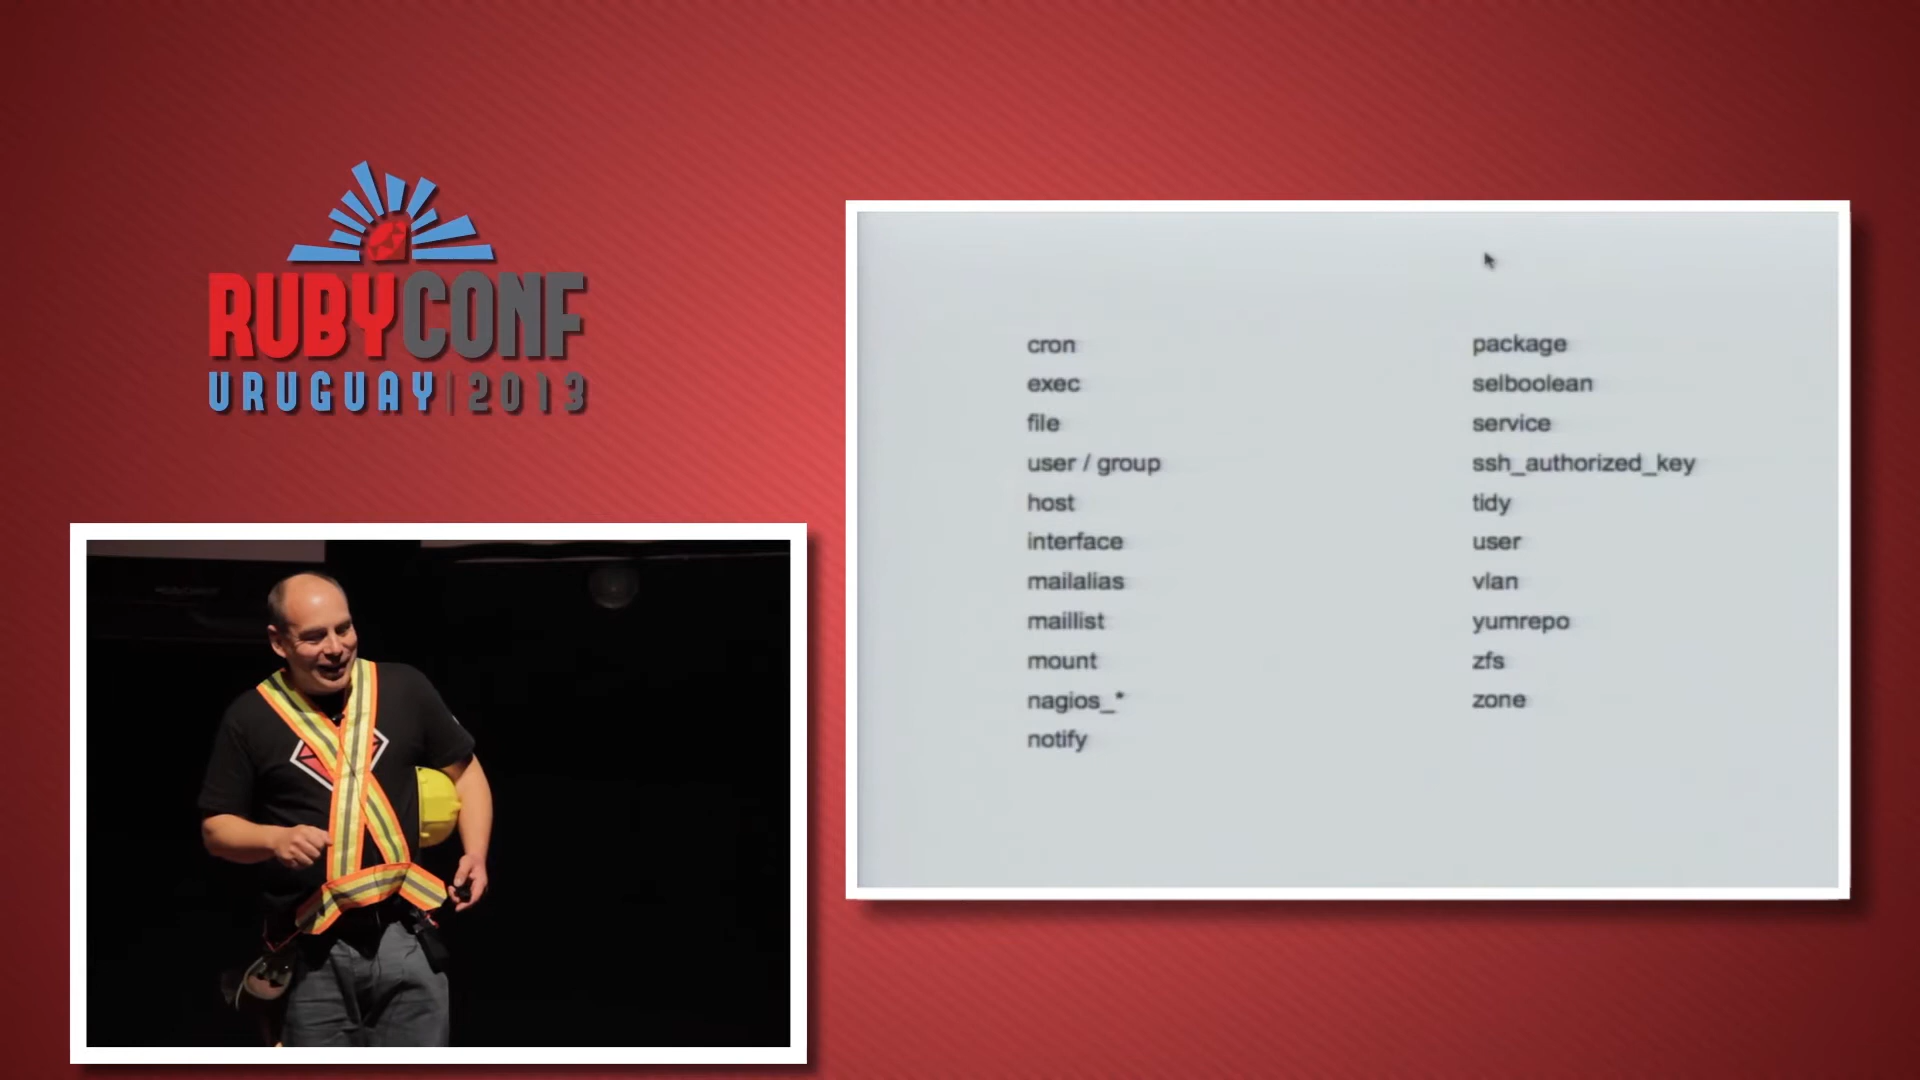 RUBYCONF
URUGUAY|2013
cron
exec
file
user / group
host
interface
mailalias
maillist
mount
nagios_*
notify
package
selboolean
service
ssh_authorized_key
tidy
user
vlan
yumrepo
zfs
zone